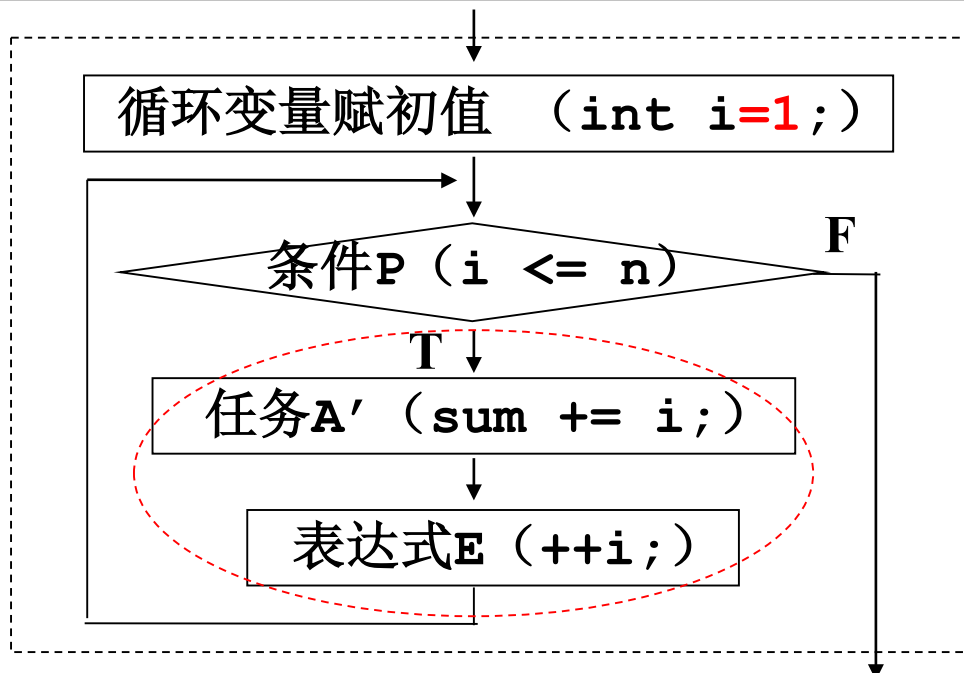 循环变量赋初值 （int i=1;）
条件P（i <= n）
F
T
任务A’（sum += i;）
表达式E（++i;）